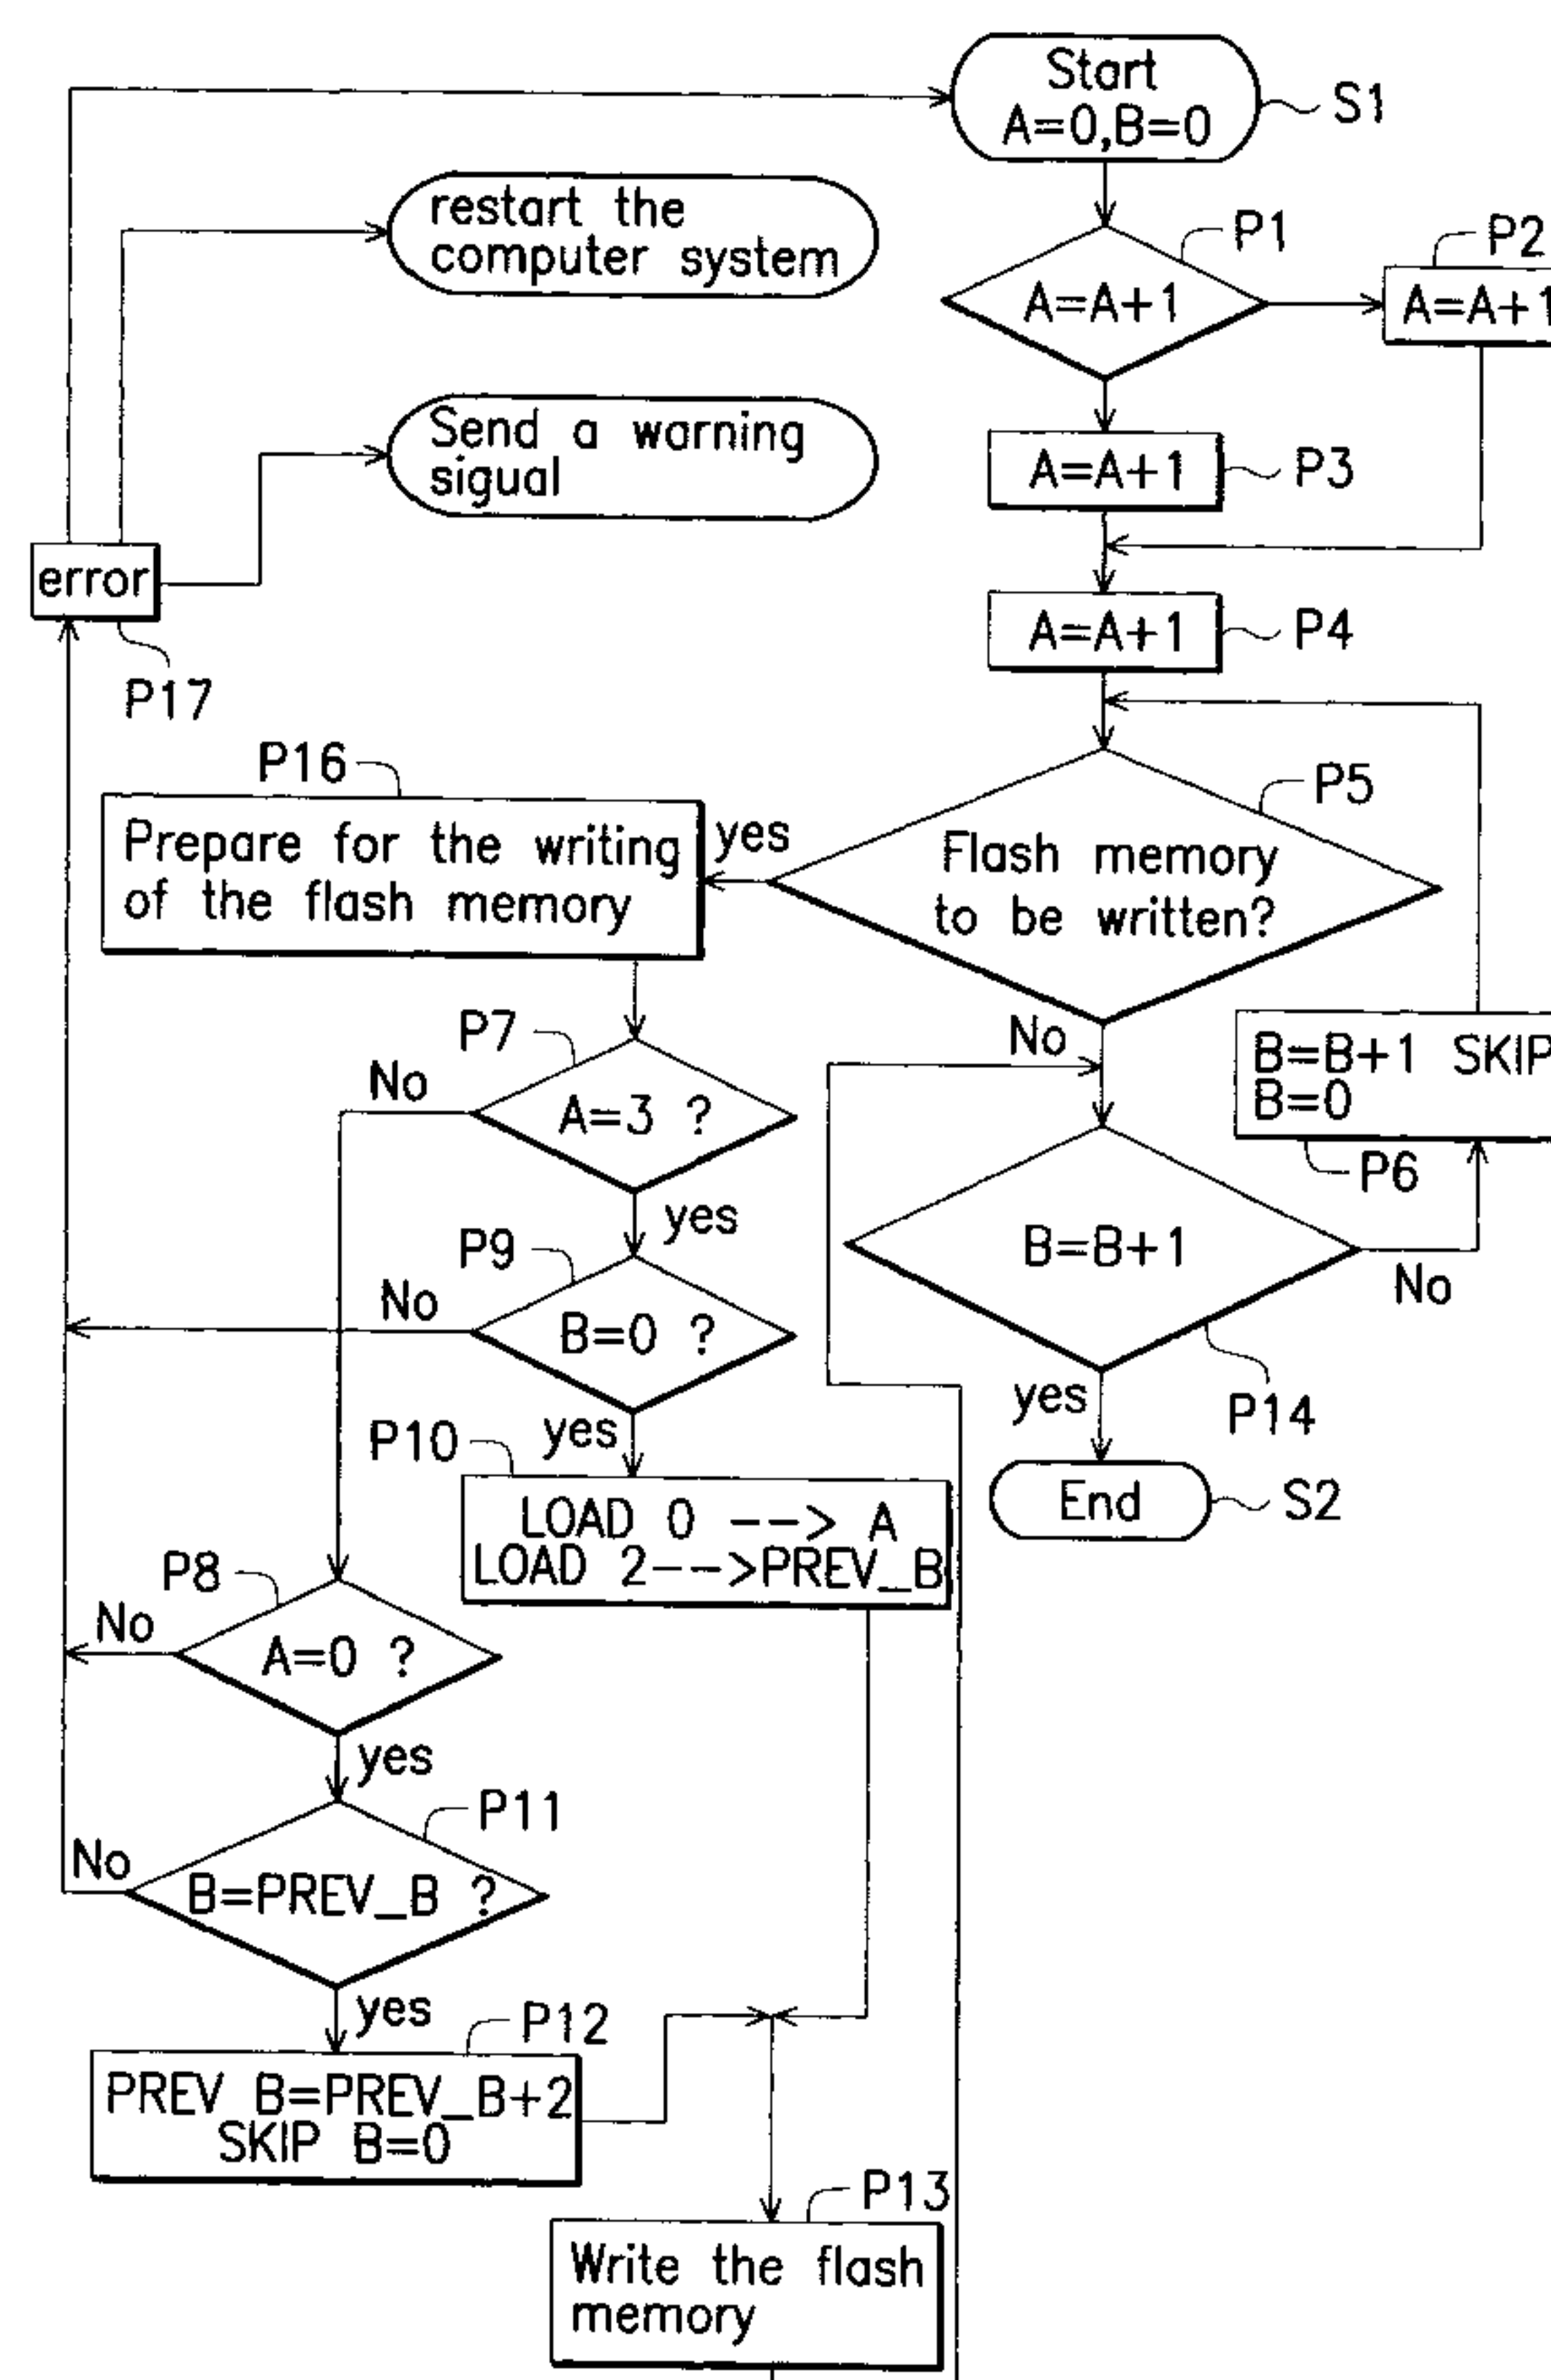 Start
A=0,B=0
S1
restart the
computer system
P1
P2
A=A+1
A=A+1
Send a warning
sigual
A=A+1
P3
error
A=A+1
P4
P17
P16
P5
Prepare for the writing
of the flash memory
yes
Flash memory
to be written?
P7
No
No
A=3 ?
B=B+1 SKIP
B=0
P6
yes
P9
No
B=0 ?
B=B+1
No
yes
P14
P10
yes
LOAD 0 --> A
LOAD 2-->PREV_B
End
S2
P8
No
A=0 ?
yes
P11
No
B=PREV_B ?
yes
P12
PREV B=PREV_B+2
SKIP B=0
P13
Write the flash
memory